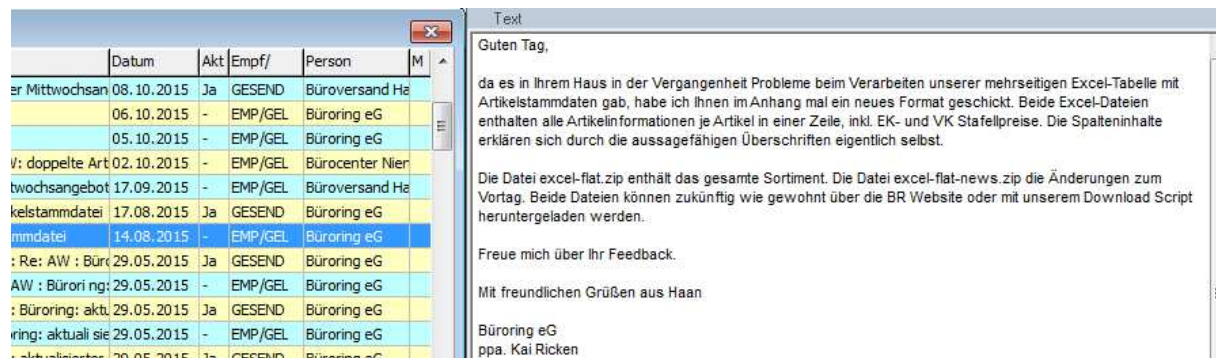 Datum Akt Empf/ Person M
er Mittwochsan 08.10.2015 Ja GESEND Büroversand Ha
06.10.2015 - EMP/GEL Büroring eG
05.10.2015 - EMP/GEL Büroring eG
: doppelte Art 02.10.2015 - EMP/GEL Bürocenter Nier
twochsangebot 17.09.2015 - EMP/GEL Büroversand Ha
kelstammdatei 17.08.2015 Ja GESEND Büroring eG
mmdatei 14.08.2015 - EMP/GEL Büroring eG
: Re: AW : Büro 29.05.2015 Ja GESEND Büroring eG
AW : Bürori ng: 29.05.2015 - EMP/GEL Büroring eG
: Büroring: aktu 29.05.2015 Ja GESEND Büroring eG
ring: aktuali sie 29.05.2015 - EMP/GEL Büroring eG
aktualisierter 29.05.2015 Ja GESEND Büroring eG
Text
Guten Tag,
da es in Ihrem Haus in der Vergangenheit Probleme beim Verarbeiten unserer mehrseitigen Excel-Tabelle mit
Artikelstammdaten gab, habe ich Ihnen im Anhang mal ein neues Format geschickt. Beide Excel-Dateien
enthalten alle Artikelinformationen je Artikel in einer Zeile, inkl. EK- und VK Stafellpreise. Die Spalteninhalte
erklären sich durch die aussagefähigen Überschriften eigentlich selbst.
Die Datei excel-flat.zip enthält das gesamte Sortiment. Die Datei excel-flat-news.zip die Änderungen zum
Vortag. Beide Dateien können zukünftig wie gewohnt über die BR Website oder mit unserem Download Script
heruntergeladen werden.
Freue mich über Ihr Feedback.
Mit freundlichen Grüßen aus Haan
Büroring eG
ppa. Kai Ricken